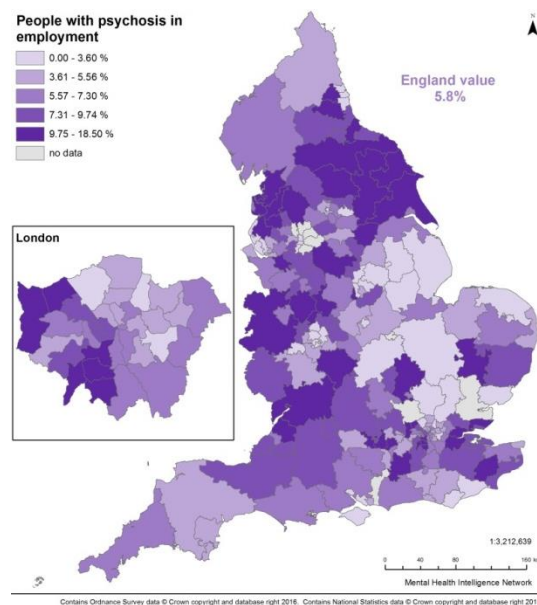 People with psychosis in
employment
0.00 - 3.60 %
3.61 - 5.56 %
5.57 - 7.30 %
7.31 - 9.74 %
9.75 - 18.50 %
no data
England value
5.8%
London
1:3,212,639
0 40 80 160
Mental Health Intelligence Network
Contains Ordnance Survey data © Crown copyright and database right 2016. Contains National Statistics data © Crown copyright and database right 201